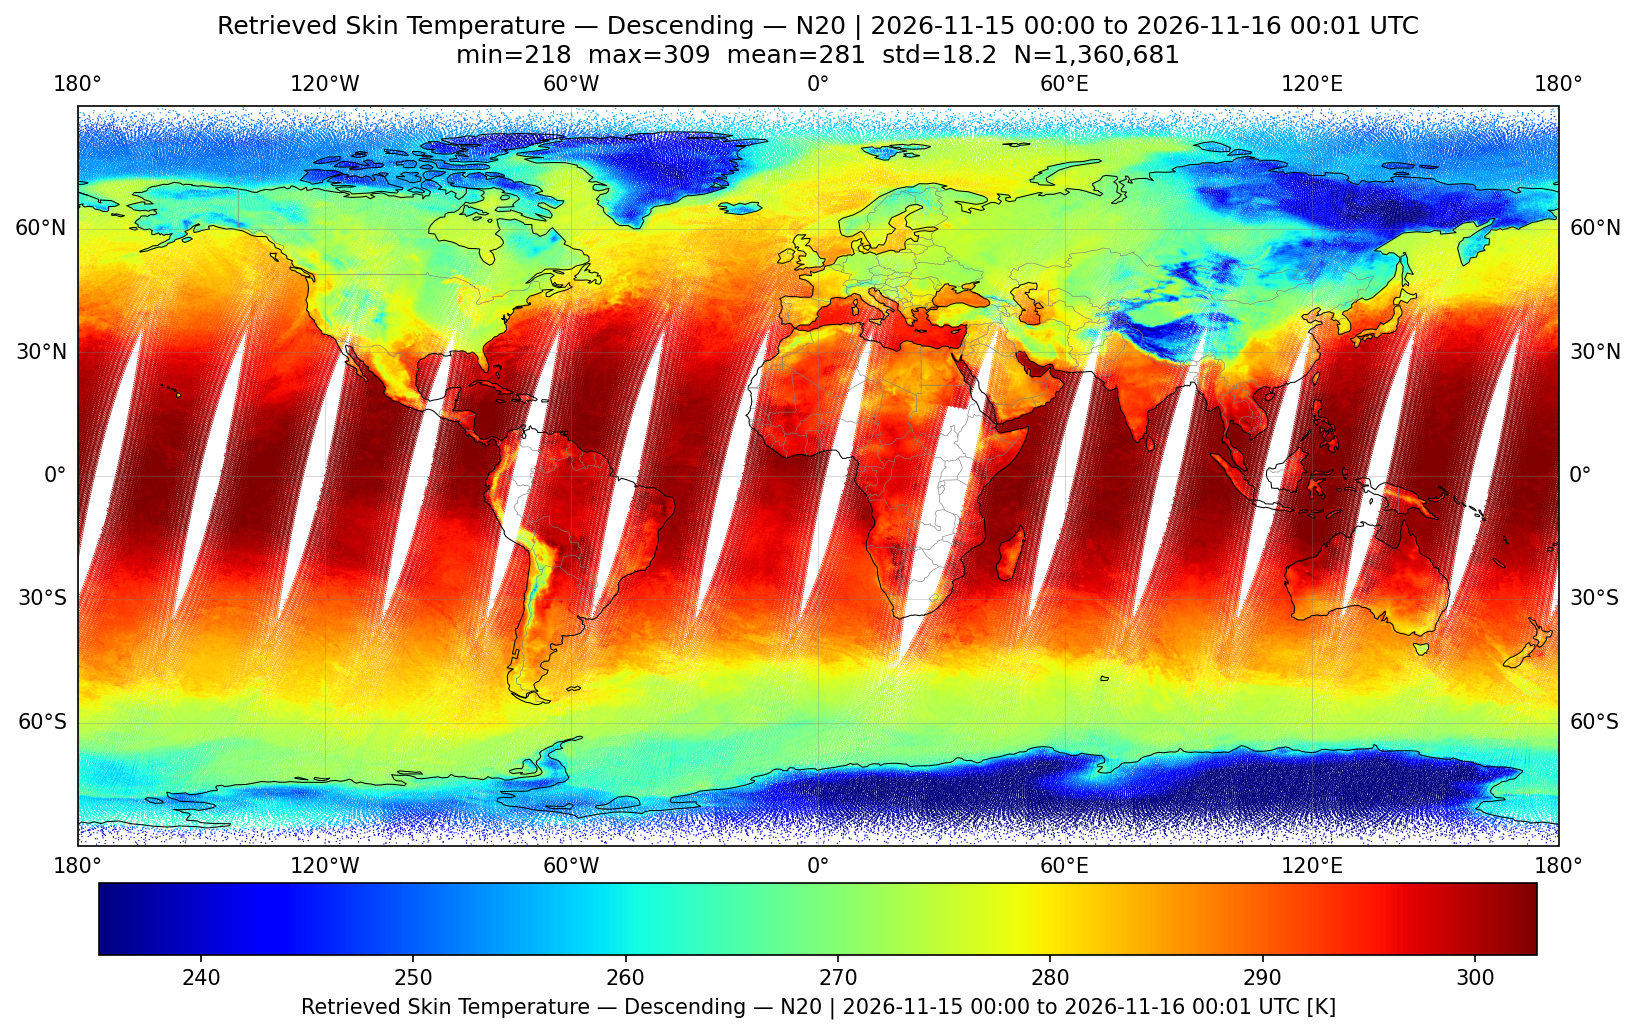 Retrieved Skin Temperature — Descending — N20 | 2026-11-15 00:00 to 2026-11-16 00:01 UTC
min=218 max=309 mean=281 std=18.2 N=1,360,681
180° 120°W 60°W 0° 60°E 120°E 180°
60°N 60°N
30°N 30°N
0° 0°
30°S 30°S
60°S 60°S
180° 120°W 60°W 0° 60°E 120°E 180°
240 250 260 270 280 290 300
Retrieved Skin Temperature — Descending — N20 | 2026-11-15 00:00 to 2026-11-16 00:01 UTC [K]